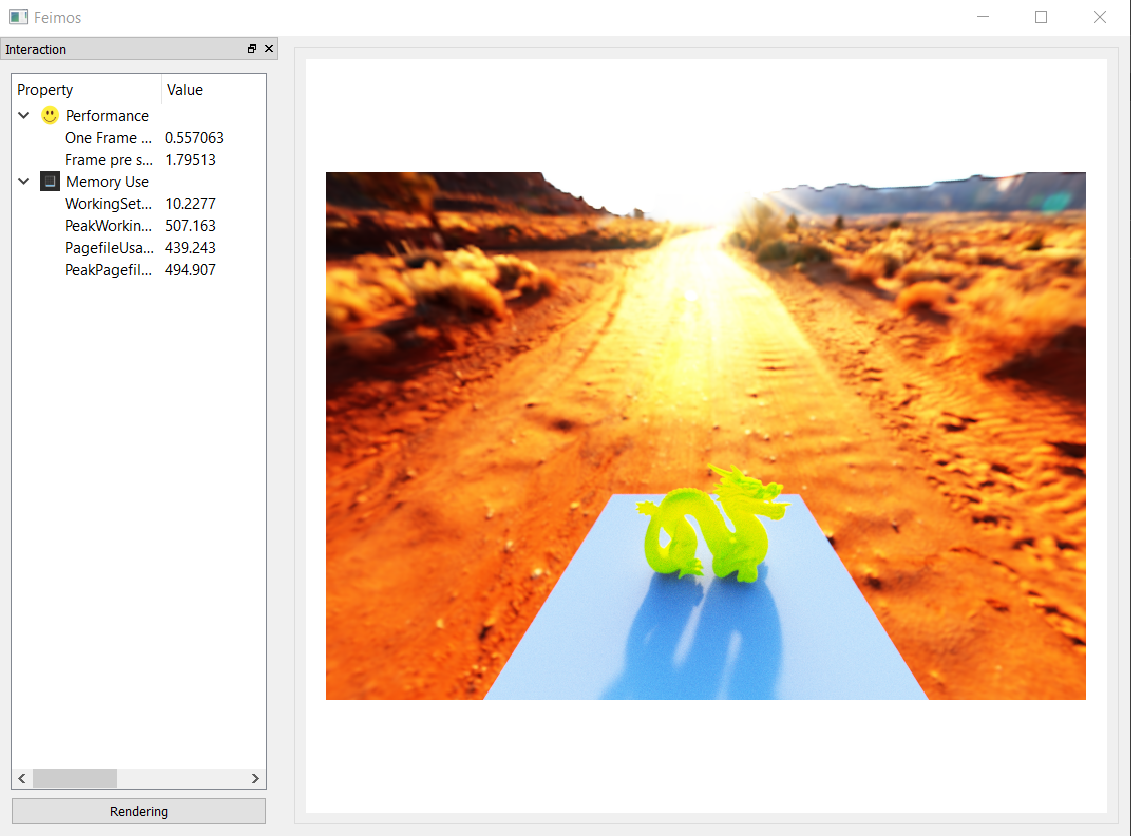 Feimos
Interaction
Property Value
Performance
One Frame ... 0.557063
Frame pre s... 1.79513
Memory Use
WorkingSet... 10.2277
PeakWorkin... 507.163
PagefileUsa... 439.243
PeakPagefil... 494.907
Rendering